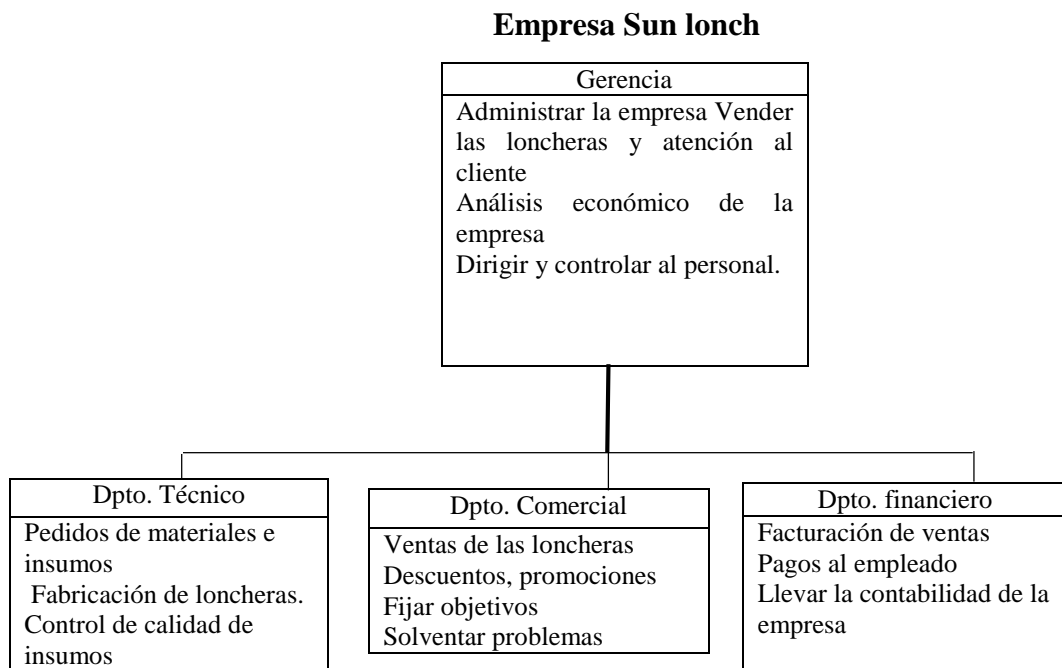 Empresa Sun lonch
Gerencia
Administrar la empresa Vender
las loncheras y atención al
cliente
Análisis económico de la
empresa
Dirigir y controlar al personal.
Dpto. Técnico
Pedidos de materiales e
insumos
Fabricación de loncheras.
Control de calidad de
insumos
Dpto. Comercial
Ventas de las loncheras
Descuentos, promociones
Fijar objetivos
Solventar problemas
Dpto. financiero
Facturación de ventas
Pagos al empleado
Llevar la contabilidad de la
empresa